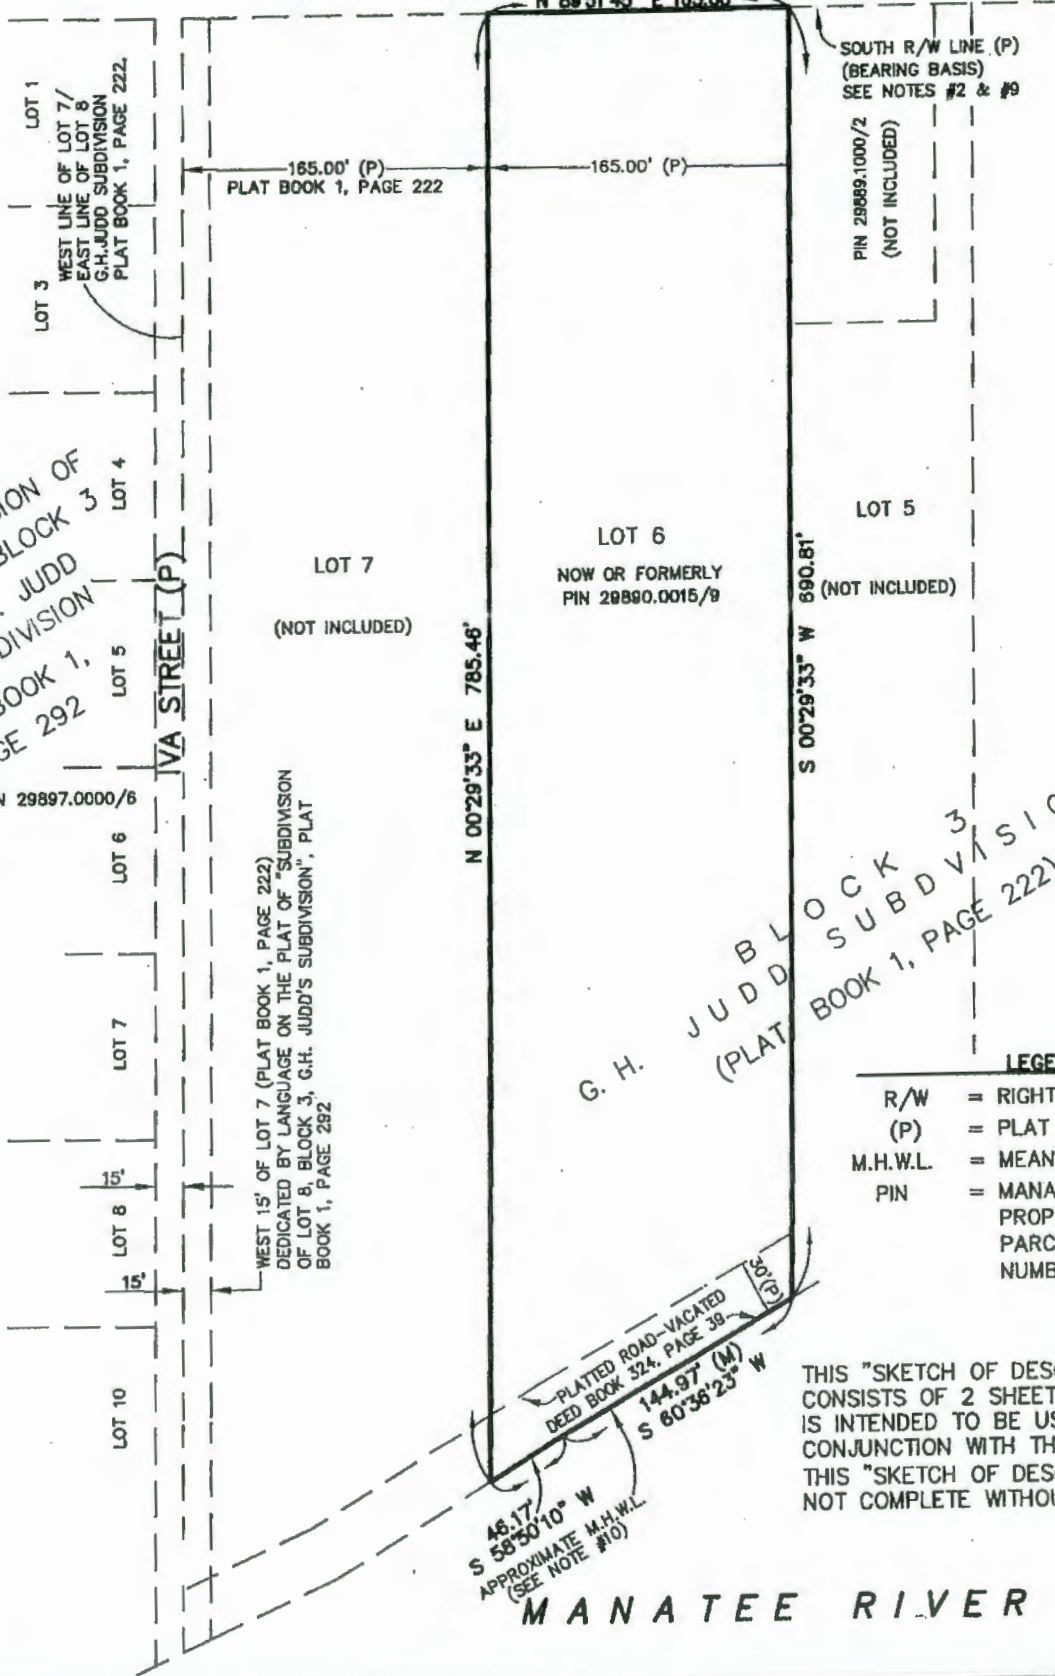 SOUTH R/W LINE (P)
(BEARING BASIS)
SEE NOTES #2 & #9
LOT 1
WEST LINE OF LOT 7/
EAST LINE OF LOT 8
G.H.JUDD SUBDIVISION
PLAT BOOK 1, PAGE 222
165.00' (P)
PLAT BOOK 1, PAGE 222
165.00' (P)
PIN 29889.1000/2
(NOT INCLUDED)
LOT 3
LOT 4
BLOCK 3
JUDD
BOOK 1,
292
LOT 5
IVA STREET (P)
LOT 7
(NOT INCLUDED)
LOT 6
NOW OR FORMERLY
PIN 29890.0015/9
LOT 5
(NOT INCLUDED)
N 00°29'33" E 785.46'
S 00°29'33" W 690.81'
29897.0000/6
LOT 6
LOT 7
15'
LOT 8
15'
LOT 10
WEST 15' OF LOT 7 (PLAT BOOK 1, PAGE 222)
DEDICATED BY LANGUAGE ON THE PLAT OF "SUBDIVISION
OF LOT 8, BLOCK 3, G.H. JUDD'S SUBDIVISION", PLAT
BOOK 1, PAGE 292
BLOCK 3
G. H. JUDD SUBDVISIO
(PLAT BOOK 1, PAGE 222)
LEGE
R/W = RIGHT
(P) = PLAT
M.H.W.L. = MEAN
PIN = MANA
PROP
PARC
NUMB
30'(P)
PLATTED ROAD-VACATED
DEED BOOK 324, PAGE 39
144.97' (M)
S 60°36'23" W
46.17'
S 58°50'10" W
APPROXIMATE M.H.W.L.
(SEE NOTE #10)
THIS "SKETCH OF DES
CONSISTS OF 2 SHEET
IS INTENDED TO BE US
CONJUNCTION WITH TH
THIS "SKETCH OF DES
NOT COMPLETE WITHOU
MANATEE RIVER